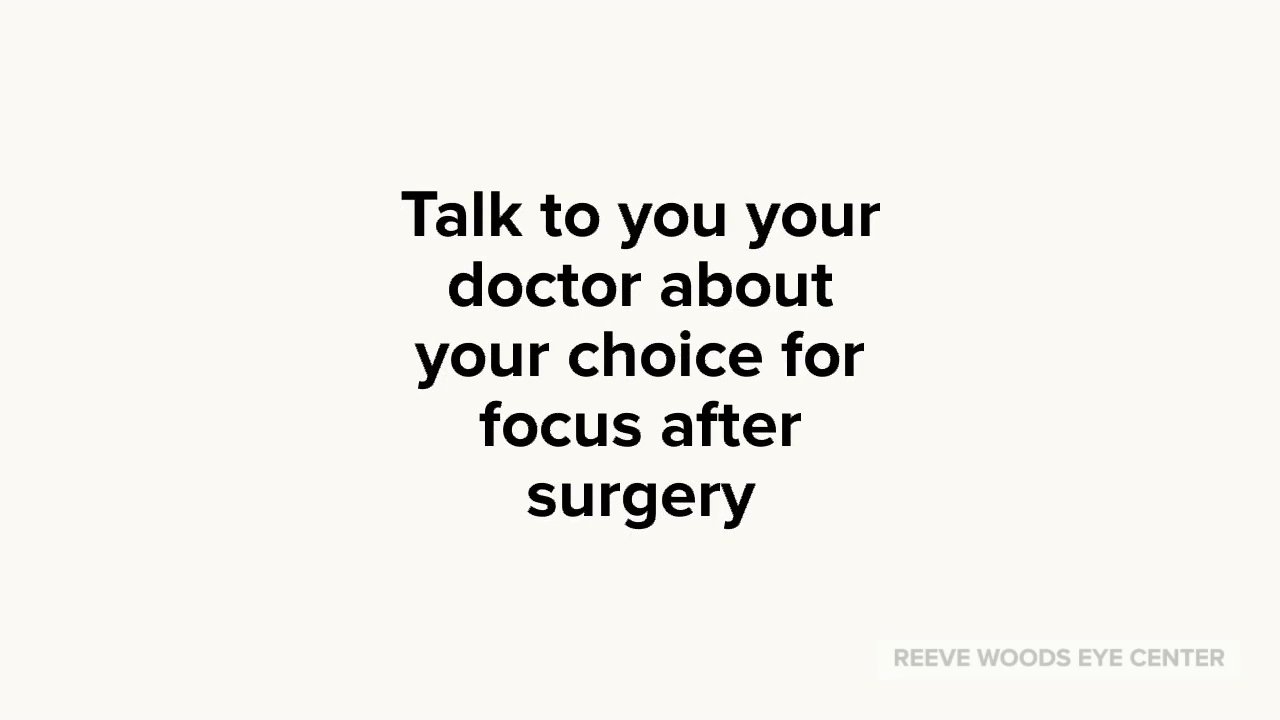 Talk to you your
doctor about
your choice for
focus after
surgery
REEVE WOODS EYE CENTER